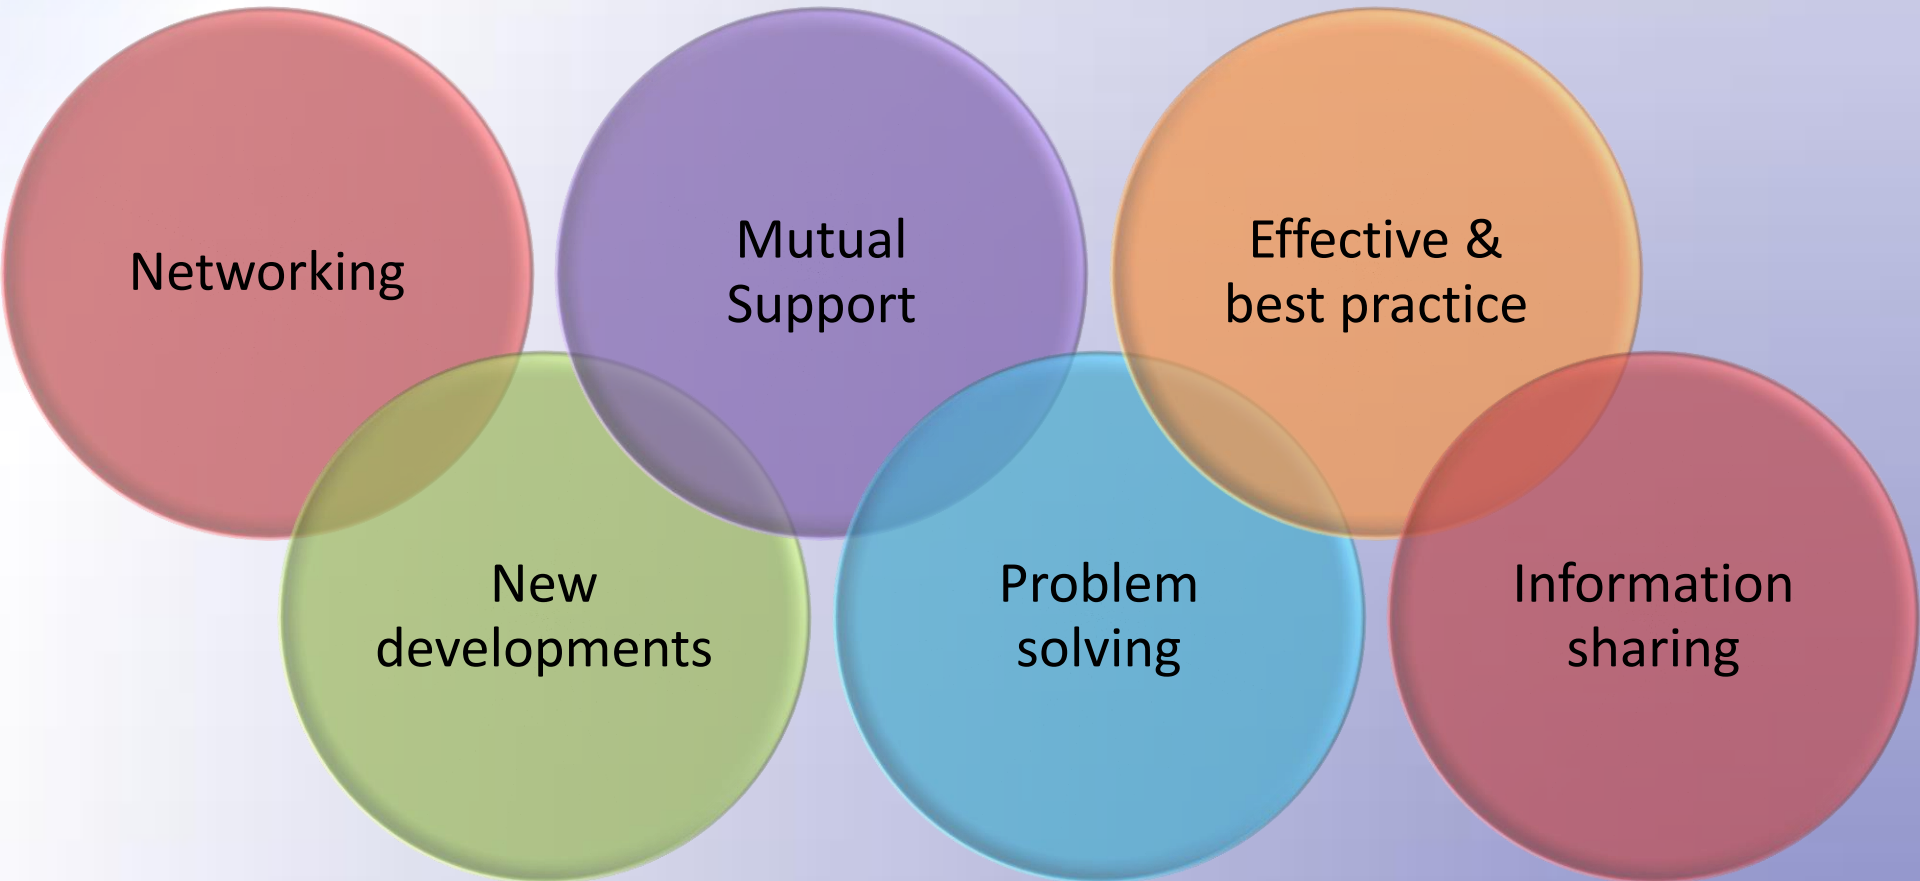 Networking
Mutual
Support
Effective &
best practice
New
developments
Problem
solving
Information
sharing